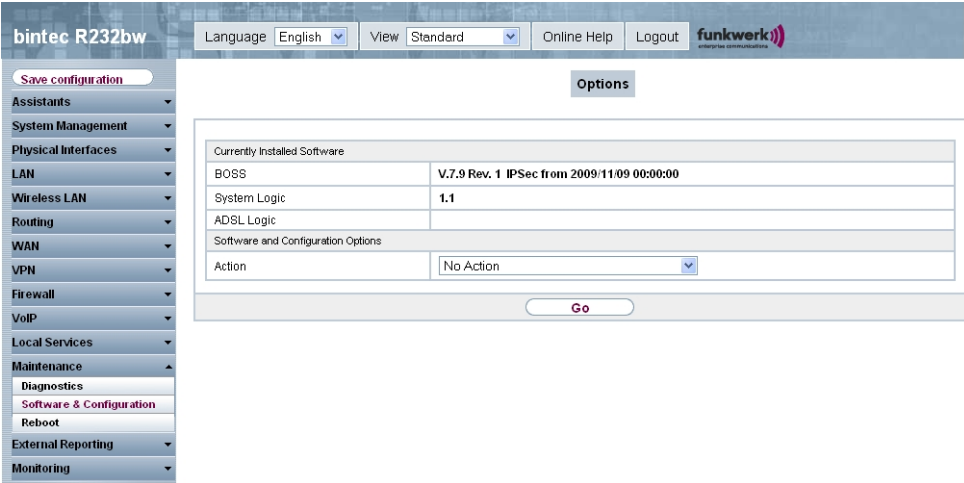 bintec R232bw
Language English View Standard Online Help Logout funkwerk
enterprise communications
Save configuration
Options
Assistants
System Management
Physical Interfaces
LAN
Wireless LAN
Routing
WAN
VPN
Firewall
VoIP
Local Services
Maintenance
Diagnostics
Software & Configuration
Reboot
External Reporting
Monitoring
Currently Installed Software
BOSS V.7.9 Rev. 1 IPSec from 2009/11/09 00:00:00
System Logic 1.1
ADSL Logic
Software and Configuration Options
Action No Action
Go